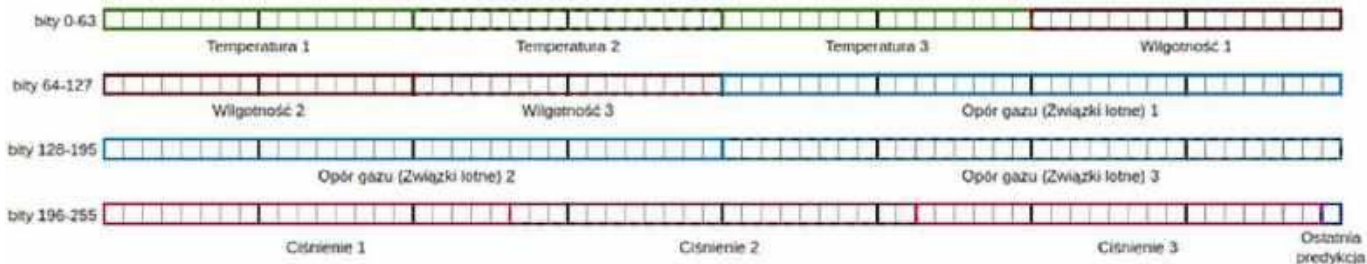 bity 0-63
Temperatura 1 Temperatura 2 Temperatura 3 Wilgotność 1
bity 64-127
Wilgotność 2 Wilgotność 3 Opór gazu (Związki lotne) 1
bity 128-195
Opór gazu (Związki lotne) 2 Opór gazu (Związki lotne) 3
bity 196-255
Ciśnienie 1 Ciśnienie 2 Ciśnienie 3 Ostatnia
predykcja